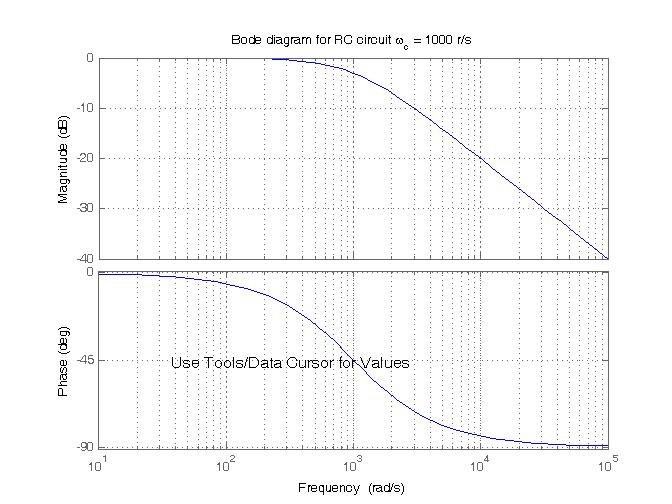 Bode diagram for RC circuit ω_c = 1000 r/s
0
-10
-20
-30
-40
Magnitude (dB)
0
-45
-90
Phase (deg)
Use Tools/Data Cursor for Values
10^1 10^2 10^3 10^4 10^5
Frequency (rad/s)